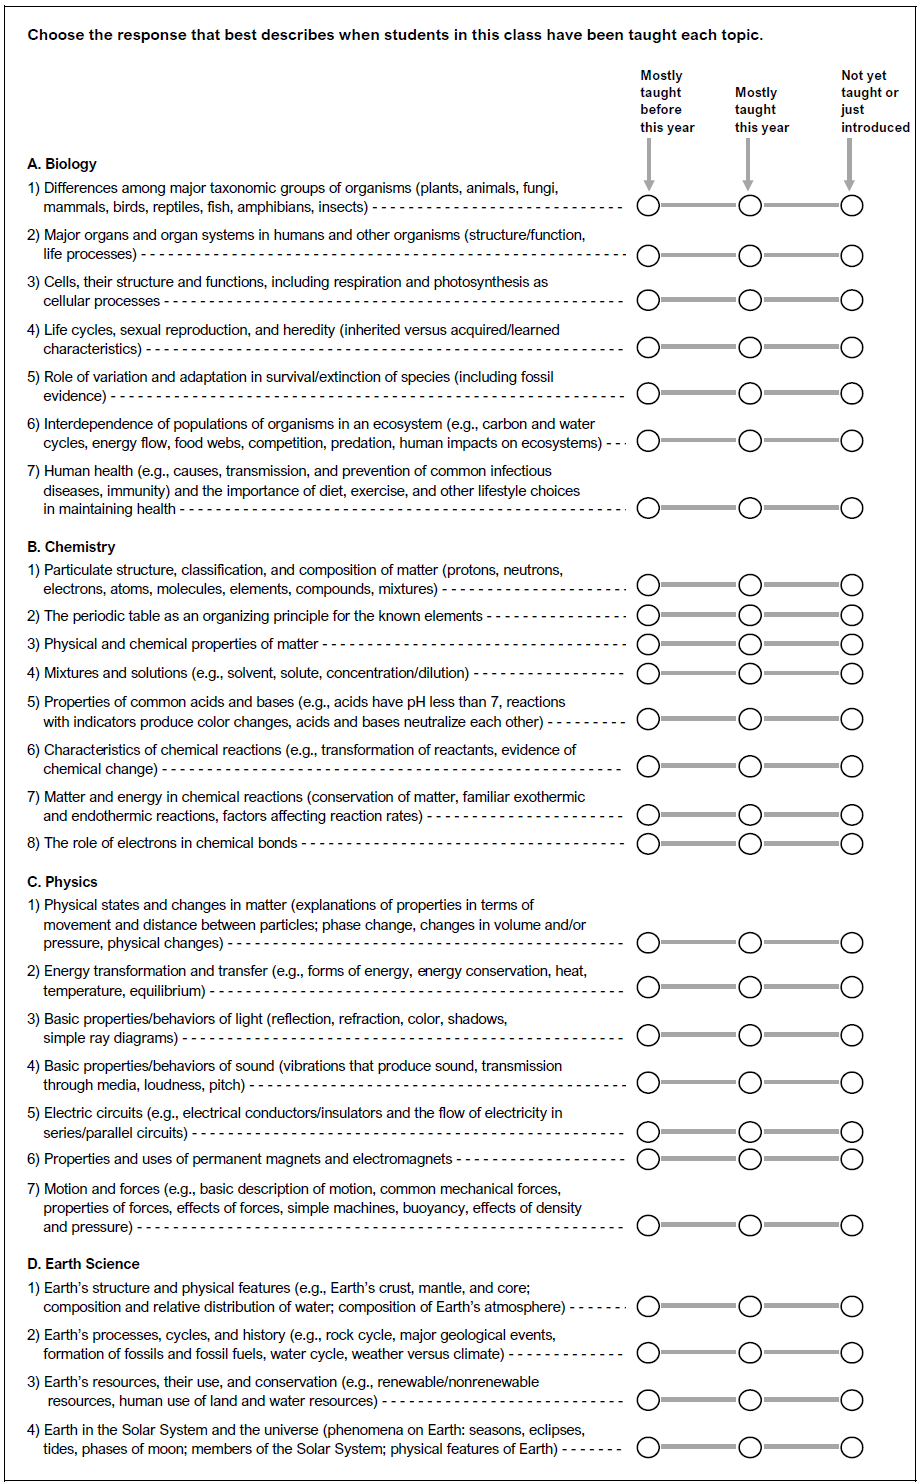 Choose the response that best describes when students in this class have been taught each topic.
Mostly
taught
before
this year
Mostly
taught
this year
Not yet
taught or
just
introduced
A. Biology
1) Differences among major taxonomic groups of organisms (plants, animals, fungi,
mammals, birds, reptiles, fish, amphibians, insects)
2) Major organs and organ systems in humans and other organisms (structure/function,
life processes)
3) Cells, their structure and functions, including respiration and photosynthesis as
cellular processes
4) Life cycles, sexual reproduction, and heredity (inherited versus acquired/learned
characteristics)
5) Role of variation and adaptation in survival/extinction of species (including fossil
evidence)
6) Interdependence of populations of organisms in an ecosystem (e.g., carbon and water
cycles, energy flow, food webs, competition, predation, human impacts on ecosystems)
7) Human health (e.g., causes, transmission, and prevention of common infectious
diseases, immunity) and the importance of diet, exercise, and other lifestyle choices
in maintaining health
B. Chemistry
1) Particulate structure, classification, and composition of matter (protons, neutrons,
electrons, atoms, molecules, elements, compounds, mixtures)
2) The periodic table as an organizing principle for the known elements
3) Physical and chemical properties of matter
4) Mixtures and solutions (e.g., solvent, solute, concentration/dilution)
5) Properties of common acids and bases (e.g., acids have pH less than 7, reactions
with indicators produce color changes, acids and bases neutralize each other)
6) Characteristics of chemical reactions (e.g., transformation of reactants, evidence of
chemical change)
7) Matter and energy in chemical reactions (conservation of matter, familiar exothermic
and endothermic reactions, factors affecting reaction rates)
8) The role of electrons in chemical bonds
C. Physics
1) Physical states and changes in matter (explanations of properties in terms of
movement and distance between particles; phase change, changes in volume and/or
pressure, physical changes)
2) Energy transformation and transfer (e.g., forms of energy, energy conservation, heat,
temperature, equilibrium)
3) Basic properties/behaviors of light (reflection, refraction, color, shadows,
simple ray diagrams)
4) Basic properties/behaviors of sound (vibrations that produce sound, transmission
through media, loudness, pitch)
5) Electric circuits (e.g., electrical conductors/insulators and the flow of electricity in
series/parallel circuits)
6) Properties and uses of permanent magnets and electromagnets
7) Motion and forces (e.g., basic description of motion, common mechanical forces,
properties of forces, effects of forces, simple machines, buoyancy, effects of density
and pressure)
D. Earth Science
1) Earth's structure and physical features (e.g., Earth's crust, mantle, and core;
composition and relative distribution of water; composition of Earth's atmosphere)
2) Earth's processes, cycles, and history (e.g., rock cycle, major geological events,
formation of fossils and fossil fuels, water cycle, weather versus climate)
3) Earth's resources, their use, and conservation (e.g., renewable/nonrenewable
resources, human use of land and water resources)
4) Earth in the Solar System and the universe (phenomena on Earth: seasons, eclipses,
tides, phases of moon; members of the Solar System; physical features of Earth)